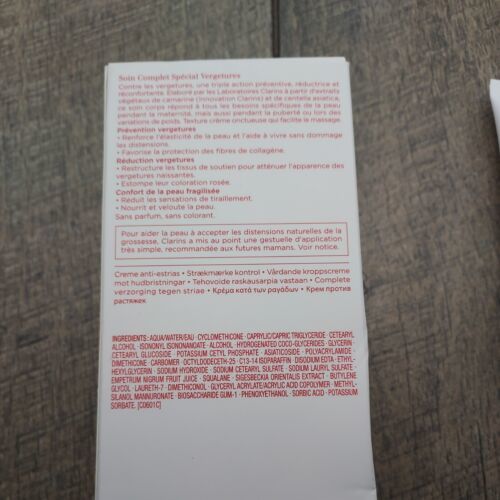 Soin Complet Spécial Vergetures
Contre les vergetures, une triple action préventive, réductrice et
réconfortante. Élaboré par les Laboratoires Clarins à partir d'extraits
végétaux de camarine (innovation Clarins) et de centella asiatica,
ce soin corps répond à tous les besoins spécifiques de la peau
pendant la maternité, mais aussi pendant la puberté ou lors des
variations de poids. Texture crème onctueuse qui facilite le massage.
Prévention vergetures
• Renforce l'élasticité de la peau et l'aide à vivre sans dommage
les distensions.
• Favorise la protection des fibres de collagène.
Réduction vergetures
• Restructure les tissus de soutien pour atténuer l'apparence des
vergetures naissantes.
• Estompe leur coloration rosée.
Confort de la peau fragilisée
• Réduit les sensations de tiraillement.
• Nourrit et veloute la peau.
Sans parfum, sans colorant.
Pour aider la peau à accepter les distensions naturelles de la
grossesse, Clarins a mis au point une gestuelle d'application
très simple, recommandée aux futures mamans. Voir notice.
Creme anti-estrias • Strækmærke kontrol • Vårdande kroppscreme
mot hudbristningar • Tehovoide raskausarpia vastaan • Complete
verzorging tegen striae • Κρέμα κατά των ραγάδων • Крем против
растяжек
INGREDIENTS: AQUA/WATER/EAU • CYCLOMETHICONE • CAPRYLIC/CAPRIC TRIGLYCERIDE • CETEARYL
ALCOHOL • ISONONYL ISONONANOATE • ALCOHOL • HYDROGENATED COCO-GLYCERIDES • GLYCERIN •
CETEARYL GLUCOSIDE • POTASSIUM CETYL PHOSPHATE • ASIATICOSIDE • POLYACRYLAMIDE •
DIMETHICONE • CARBOMER • OCTYLDODECETH-25 • C13-14 ISOPARAFFIN • DISODIUM EDTA • ETHYL-
HEXYLGLYCERIN • SODIUM HYDROXIDE • SODIUM CETEARYL SULFATE • SODIUM LAURYL SULFATE •
EMPETRUM NIGRUM FRUIT JUICE • SQUALANE • SIGESBECKIA ORIENTALIS EXTRACT • BUTYLENE
GLYCOL • LAURETH-7 • DIMETHICONOL • GLYCERYL ACRYLATE/ACRYLIC ACID COPOLYMER • METHYL-
SILANOL MANNURONATE • BIOSACCHARIDE GUM-1 • PHENOXYETHANOL • SORBIC ACID • POTASSIUM
SORBATE. [C0601C]